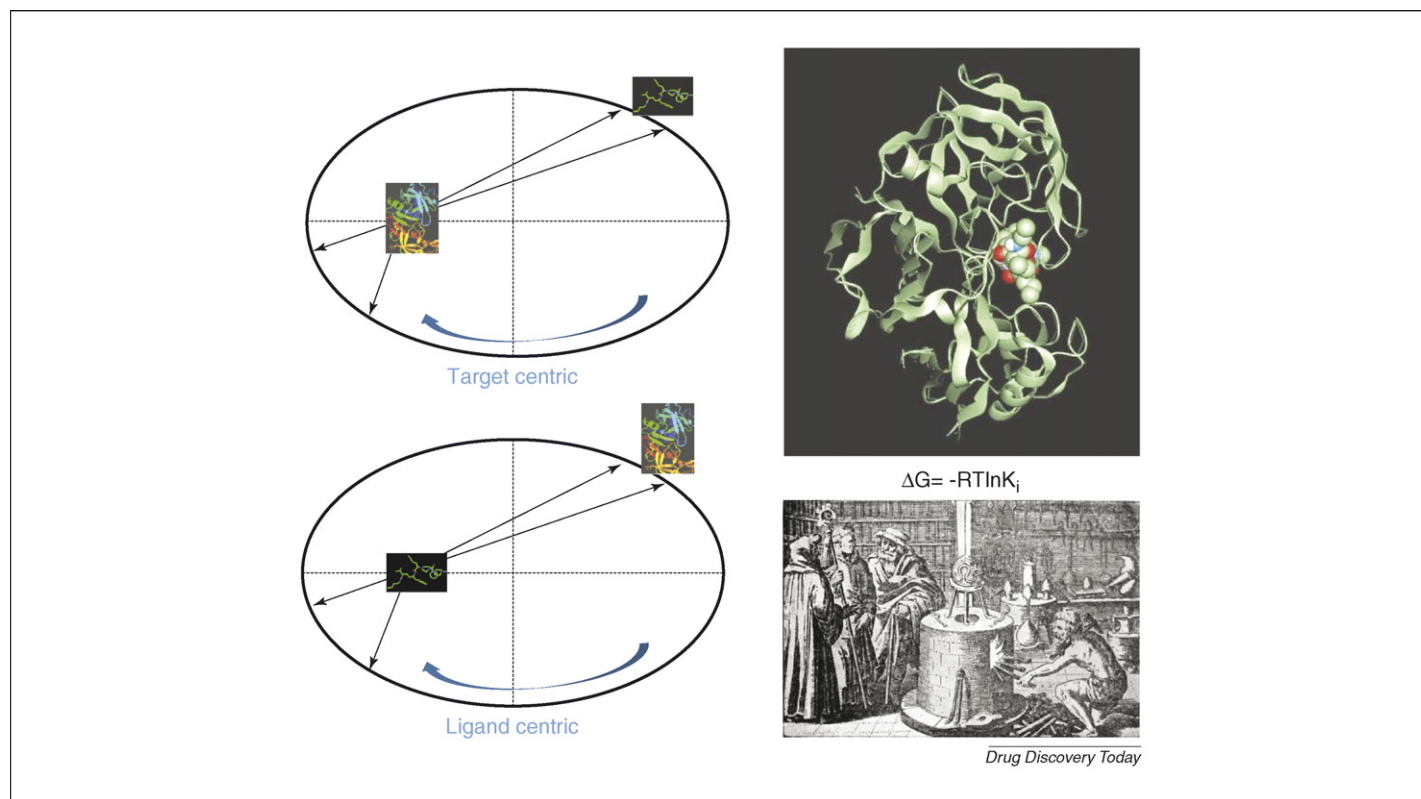 Target centric
Ligand centric
ΔG= -RTlnKᵢ
Drug Discovery Today